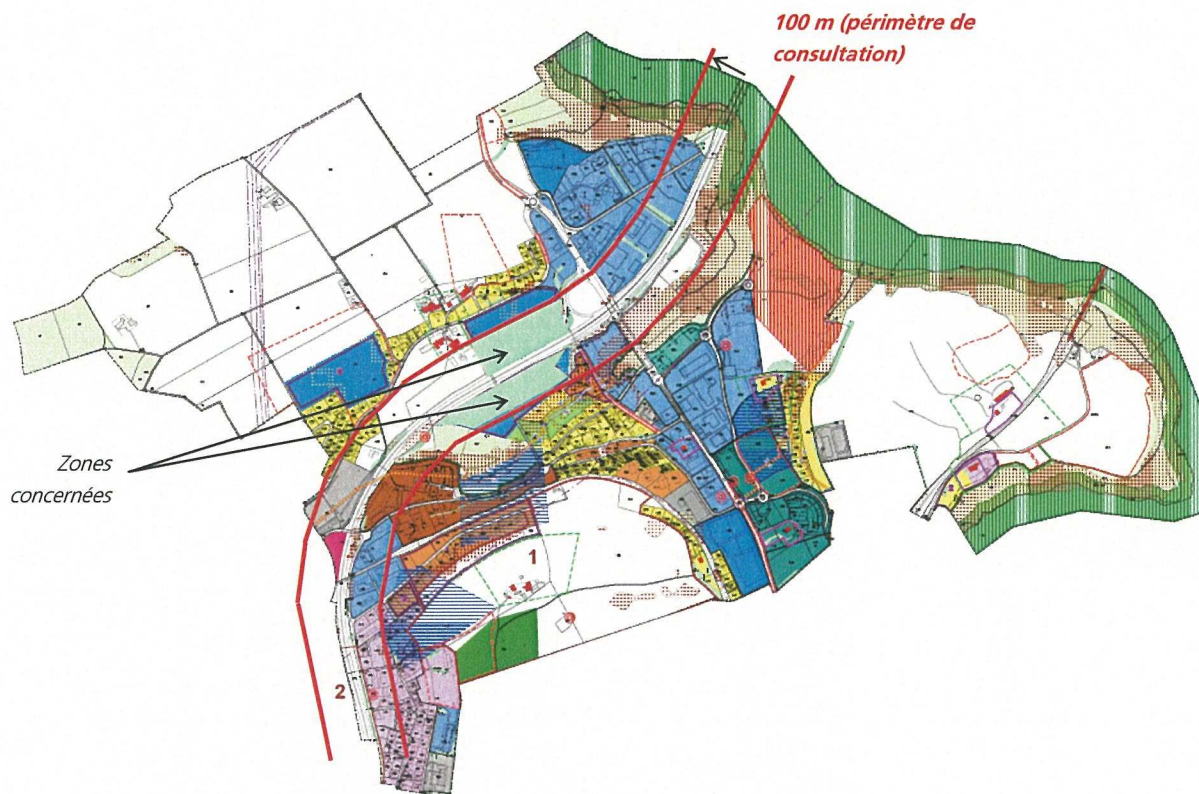 100 m (périmètre de
consultation)
Zones
concernées
1
2